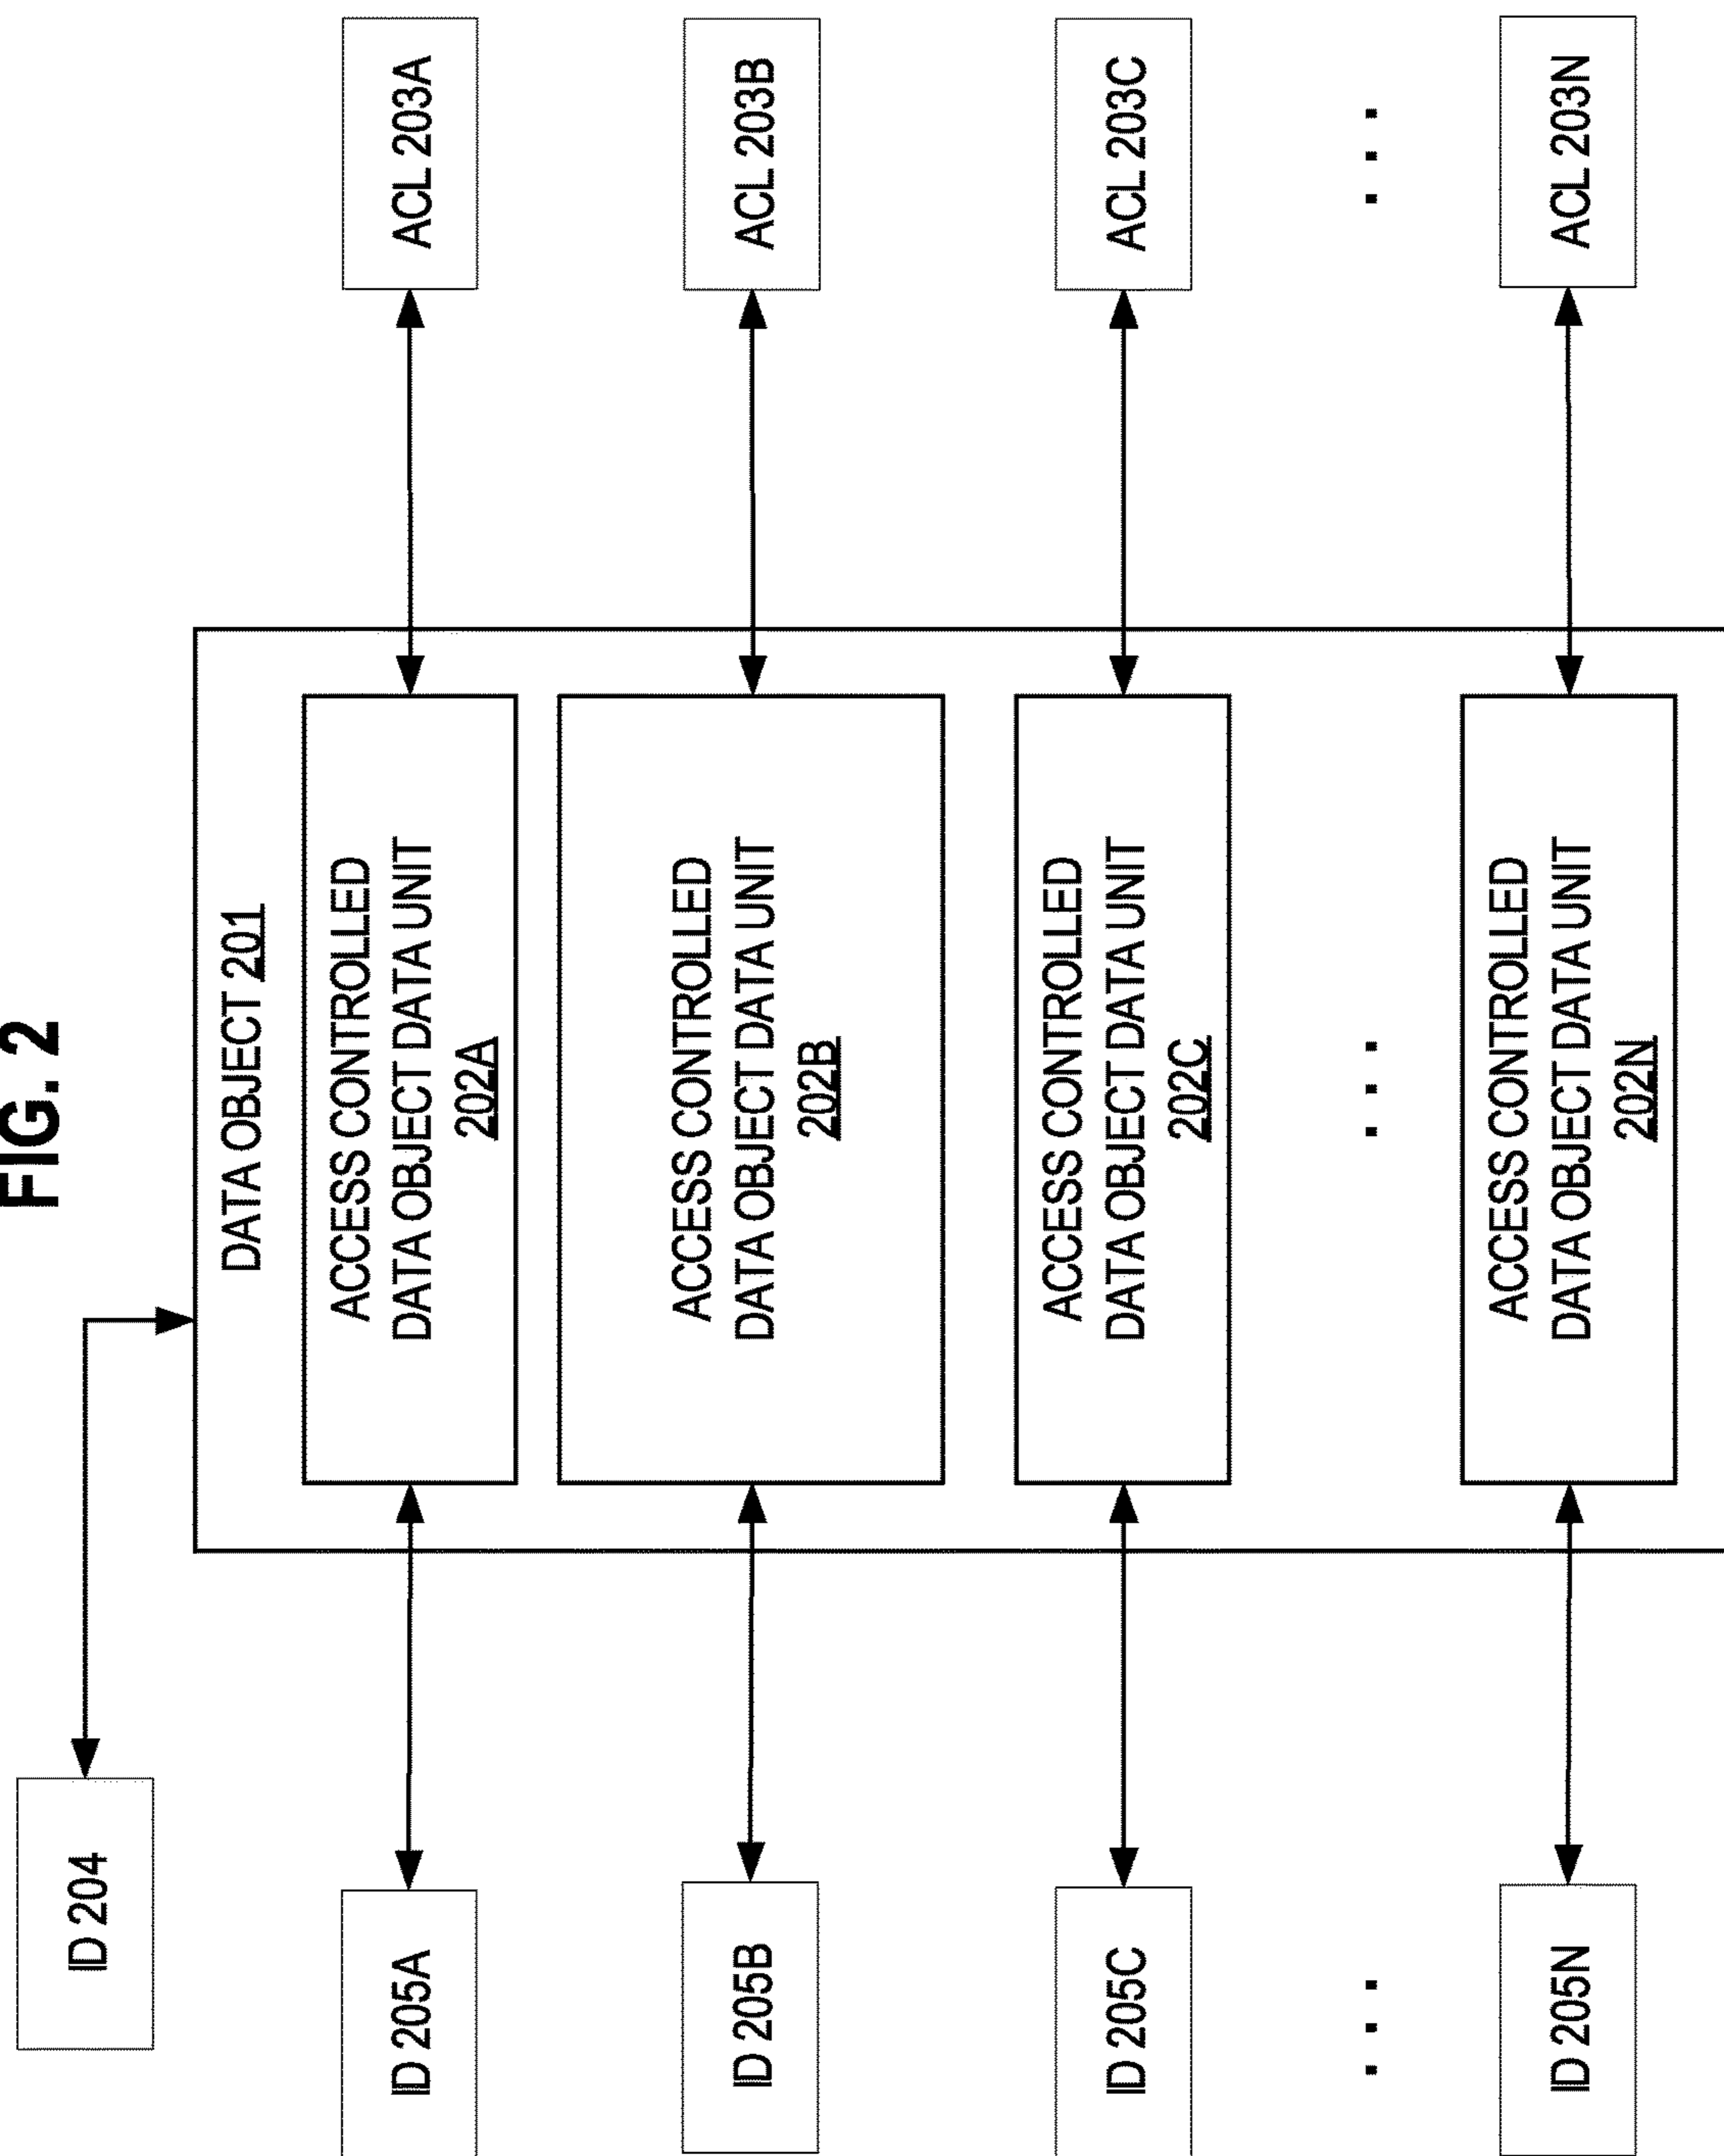 FIG. 2
ID 204
DATA OBJECT 201
ID 205A
ACCESS CONTROLLED
DATA OBJECT DATA UNIT
202A
ACL 203A
ID 205B
ACCESS CONTROLLED
DATA OBJECT DATA UNIT
202B
ACL 203B
ID 205C
ACCESS CONTROLLED
DATA OBJECT DATA UNIT
202C
ACL 203C
. . .
. . .
. . .
ID 205N
ACCESS CONTROLLED
DATA OBJECT DATA UNIT
202N
ACL 203N